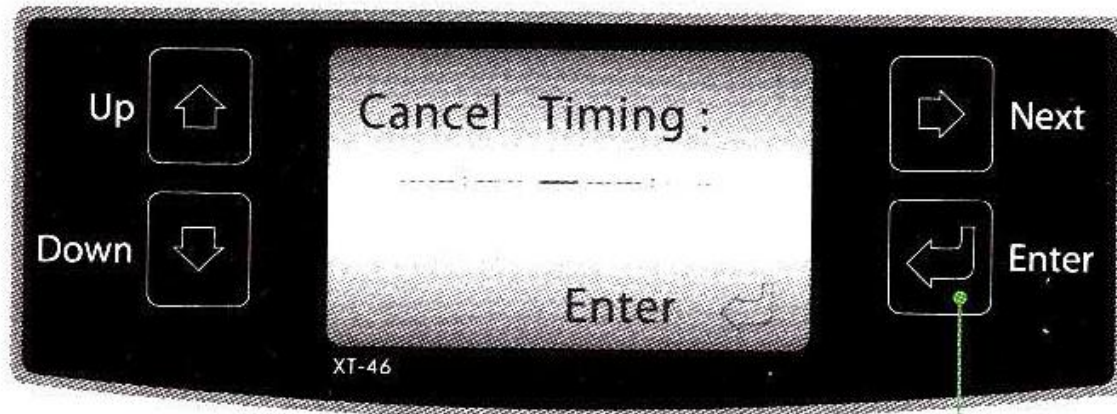 Up
Cancel Timing :
Next
--:-- — --:--
Down
Enter
Enter
XT-46